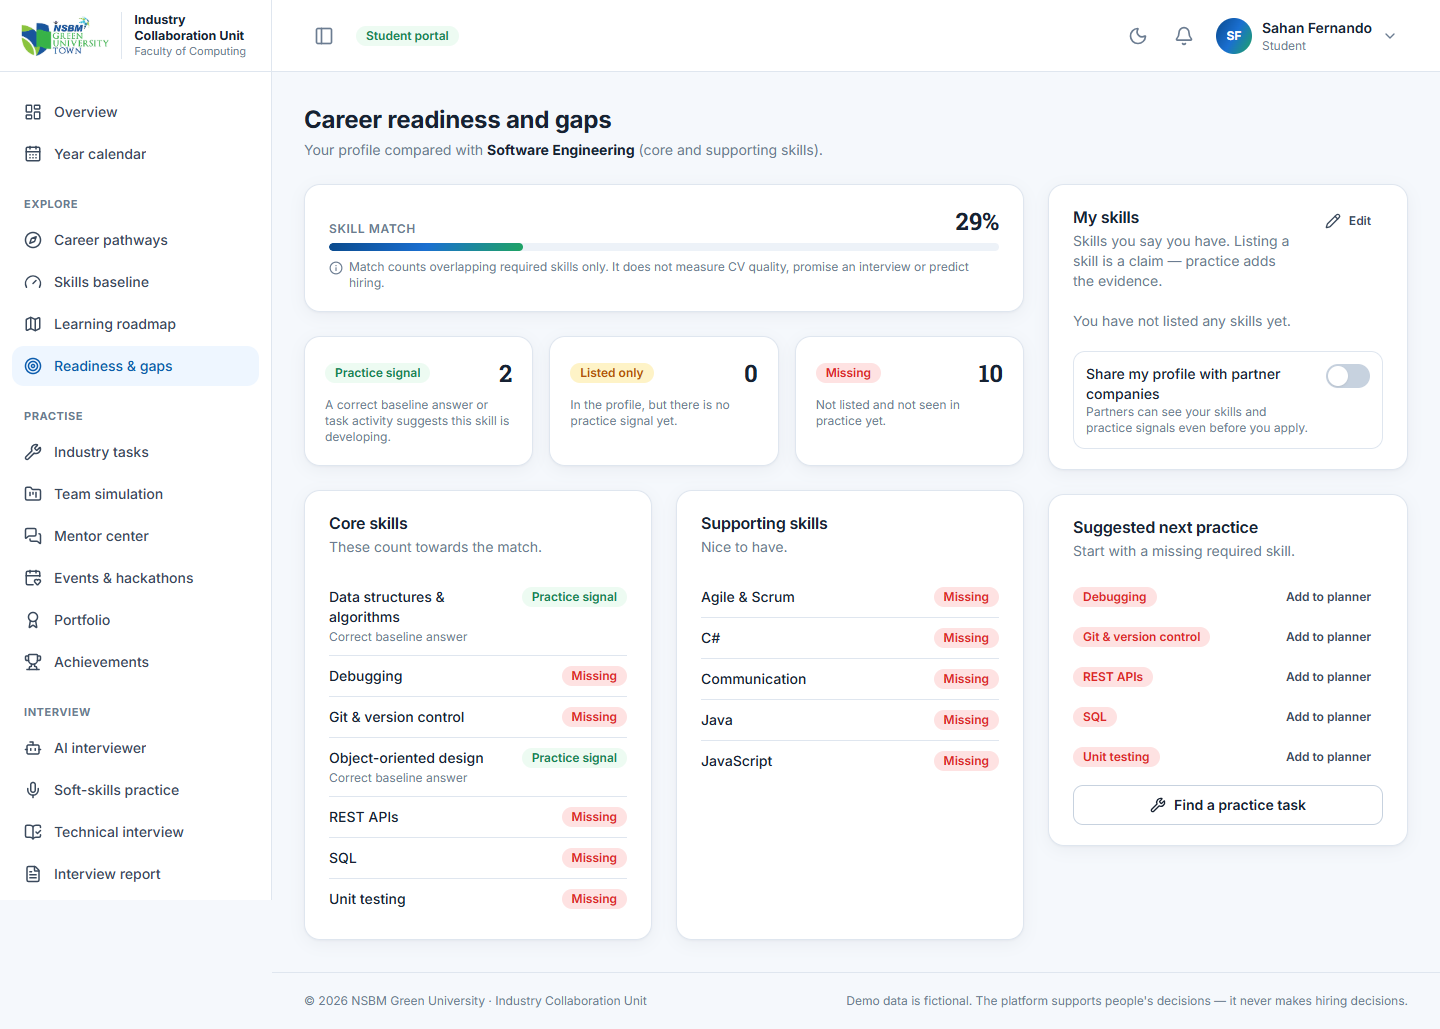 NSBM
GREEN
UNIVERSITY
TOWN
Industry
Collaboration Unit
Faculty of Computing
Student portal
SF
Sahan Fernando
Student
Overview
Year calendar
EXPLORE
Career pathways
Skills baseline
Learning roadmap
Readiness & gaps
PRACTISE
Industry tasks
Team simulation
Mentor center
Events & hackathons
Portfolio
Achievements
INTERVIEW
AI interviewer
Soft-skills practice
Technical interview
Interview report
Career readiness and gaps
Your profile compared with Software Engineering (core and supporting skills).
SKILL MATCH
29%
Match counts overlapping required skills only. It does not measure CV quality, promise an interview or predict
hiring.
Practice signal
2
A correct baseline answer or
task activity suggests this skill is
developing.
Listed only
0
In the profile, but there is no
practice signal yet.
Missing
10
Not listed and not seen in
practice yet.
Core skills
These count towards the match.
Data structures &
algorithms
Practice signal
Correct baseline answer
Debugging
Missing
Git & version control
Missing
Object-oriented design
Practice signal
Correct baseline answer
REST APIs
Missing
SQL
Missing
Unit testing
Missing
Supporting skills
Nice to have.
Agile & Scrum
Missing
C#
Missing
Communication
Missing
Java
Missing
JavaScript
Missing
My skills
Edit
Skills you say you have. Listing a
skill is a claim — practice adds
the evidence.
You have not listed any skills yet.
Share my profile with partner
companies
Partners can see your skills and
practice signals even before you apply.
Suggested next practice
Start with a missing required skill.
Debugging
Add to planner
Git & version control
Add to planner
REST APIs
Add to planner
SQL
Add to planner
Unit testing
Add to planner
Find a practice task
© 2026 NSBM Green University · Industry Collaboration Unit
Demo data is fictional. The platform supports people's decisions — it never makes hiring decisions.